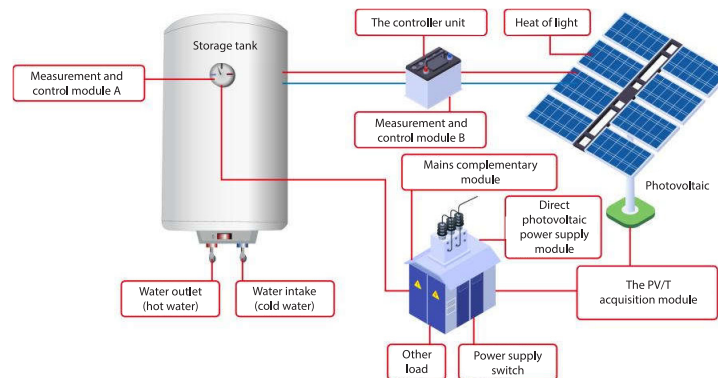 Storage tank
The controller unit
Heat of light
Measurement and
control module A
Measurement and
control module B
Mains complementary
module
Photovoltaic
Direct
photovoltaic
power supply
module
Water outlet
(hot water)
Water intake
(cold water)
The PV/T
acquisition module
Other
load
Power supply
switch